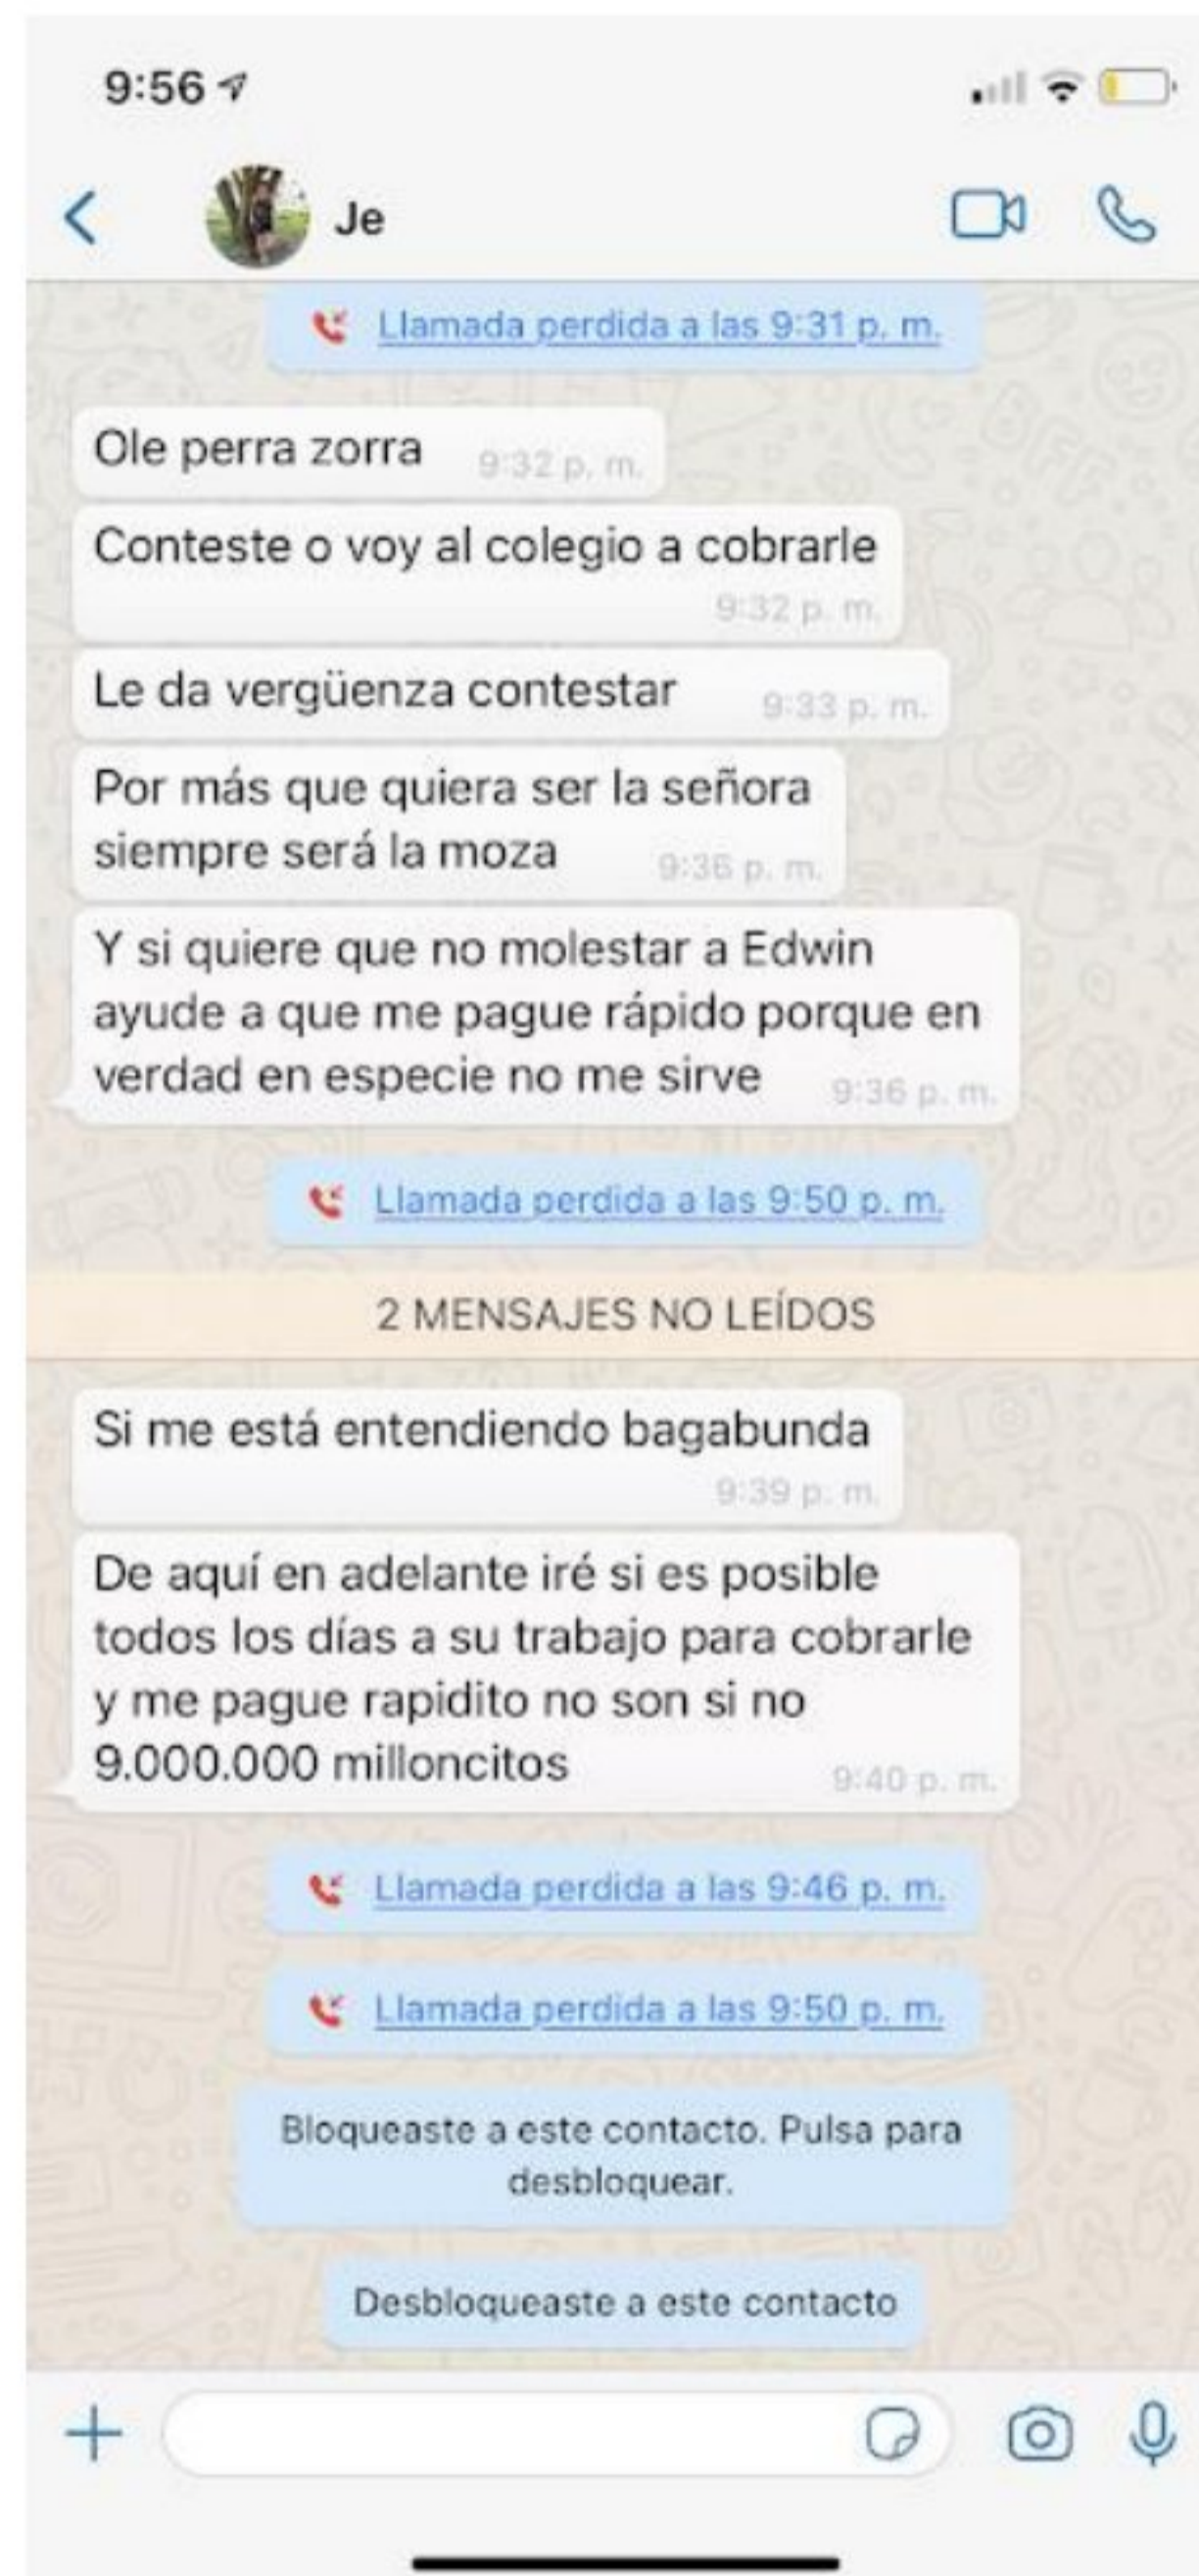 9:56
Je
Llamada perdida a las 9:31 p. m.
Ole perra zorra 9:32 p. m.
Conteste o voy al colegio a cobrarle
9:32 p. m.
Le da vergüenza contestar 9:33 p. m.
Por más que quiera ser la señora
siempre será la moza 9:36 p. m.
Y si quiere que no molestar a Edwin
ayude a que me pague rápido porque en
verdad en especie no me sirve 9:36 p. m.
Llamada perdida a las 9:50 p. m.
2 MENSAJES NO LEÍDOS
Si me está entendiendo bagabunda
9:39 p. m.
De aquí en adelante iré si es posible
todos los días a su trabajo para cobrarle
y me pague rapidito no son si no
9.000.000 milloncitos 9:40 p. m.
Llamada perdida a las 9:46 p. m.
Llamada perdida a las 9:50 p. m.
Bloqueaste a este contacto. Pulsa para
desbloquear.
Desbloqueaste a este contacto